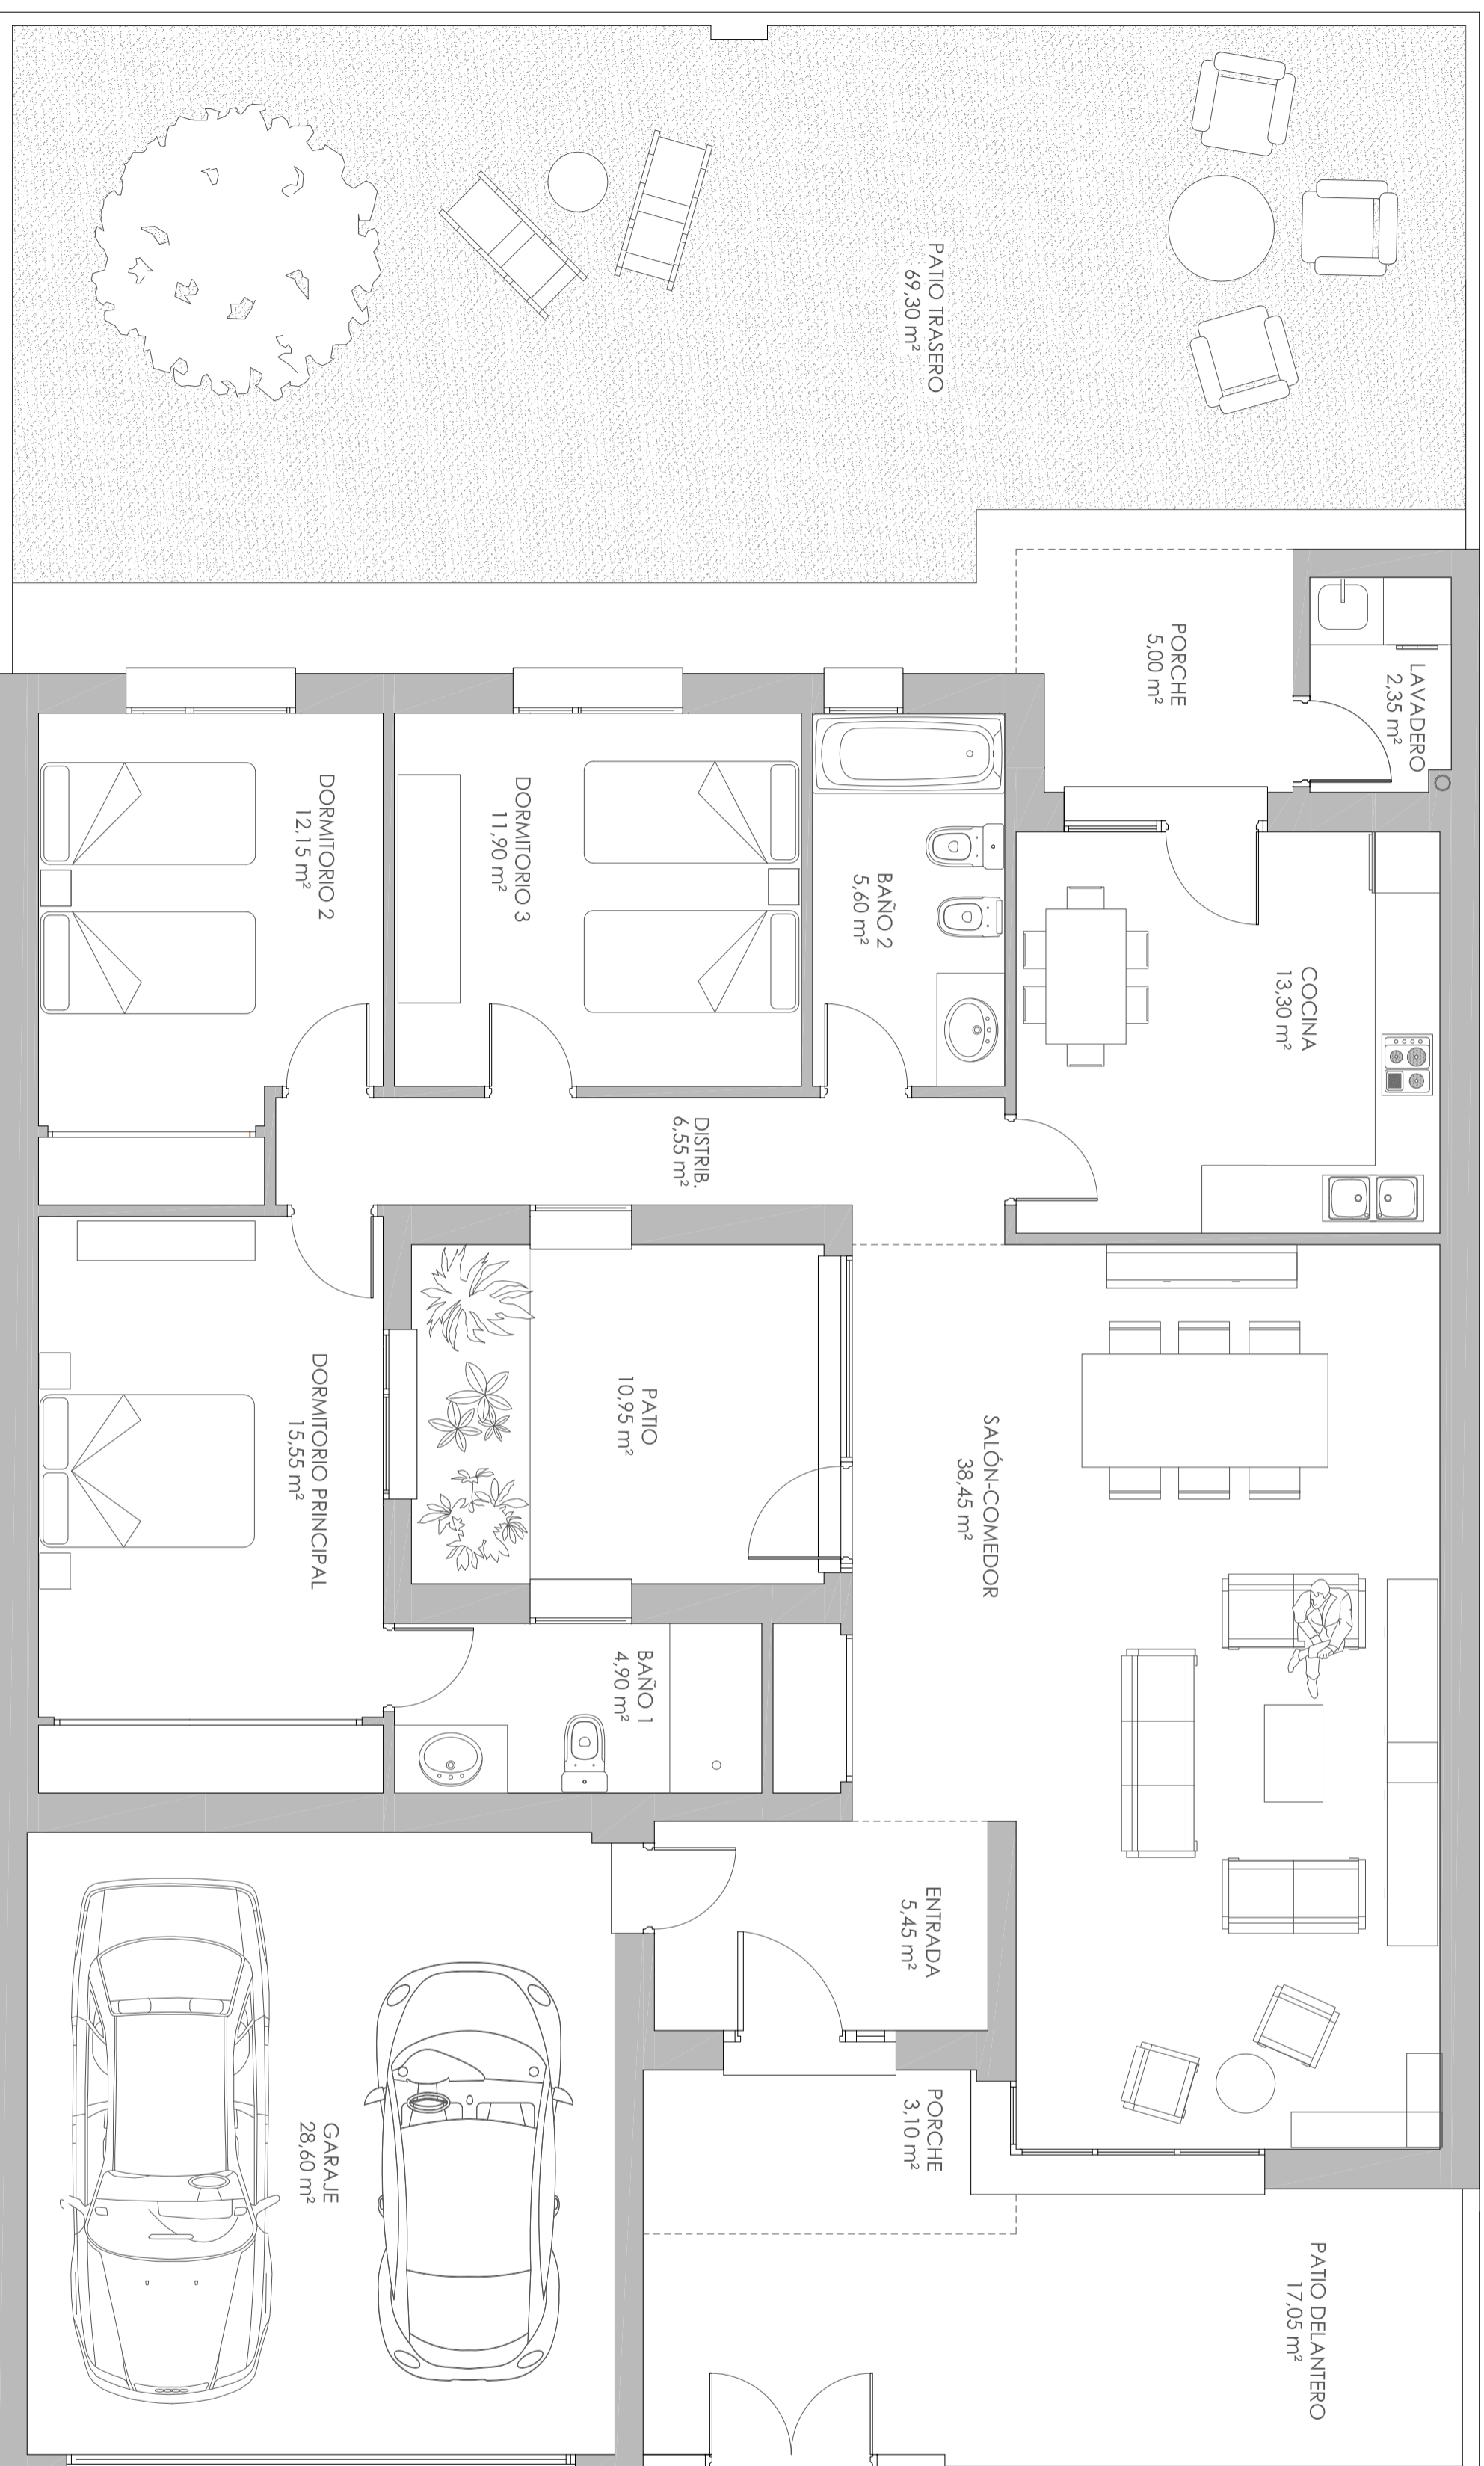 PATIO TRASERO
69,30 m²
PORCHE
5,00 m²
LAVADERO
2,35 m²
DORMITORIO 2
12,15 m²
DORMITORIO 3
11,90 m²
BAÑO 2
5,60 m²
COCINA
13,30 m²
DISTRIB.
6,55 m²
DORMITORIO PRINCIPAL
15,55 m²
PATIO
10,95 m²
SALÓN-COMEDOR
38,45 m²
BAÑO 1
4,90 m²
ENTRADA
5,45 m²
GARAJE
28,60 m²
PORCHE
3,10 m²
PATIO DELANTERO
17,05 m²